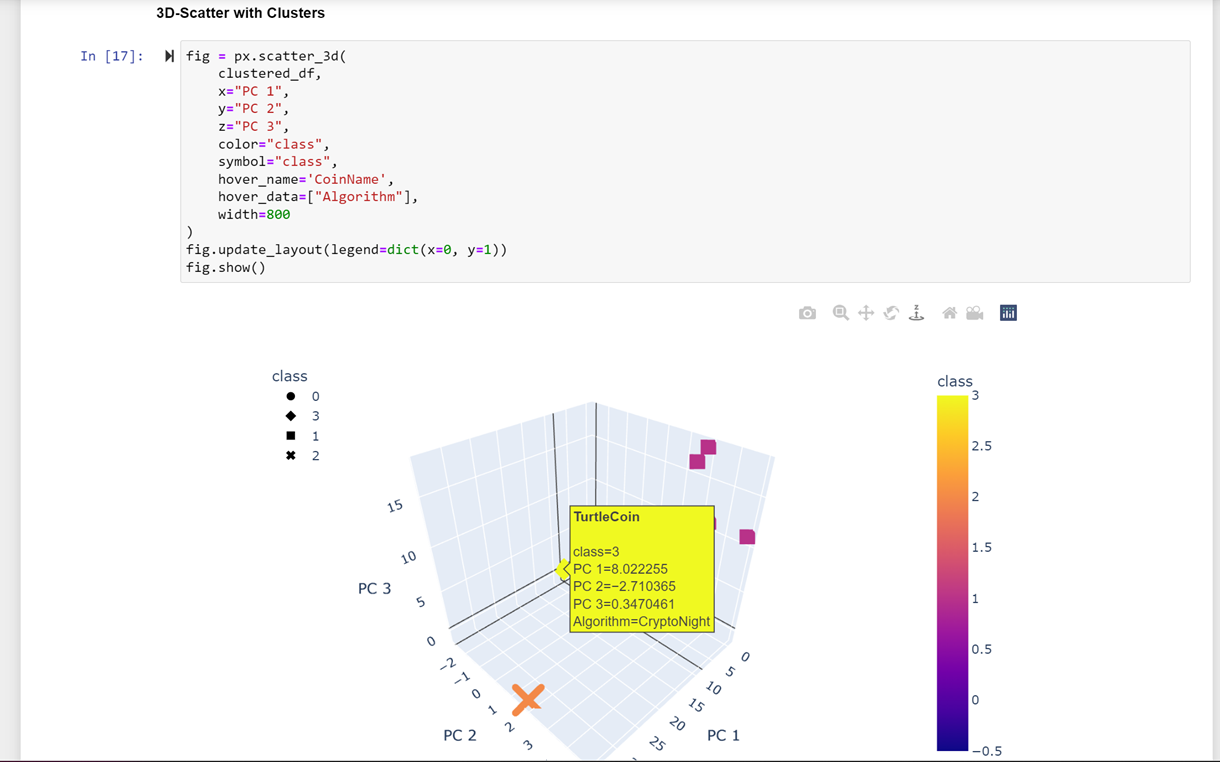 3D-Scatter with Clusters
In [17]:
fig = px.scatter_3d(
clustered_df,
x="PC 1",
y="PC 2",
z="PC 3",
color="class",
symbol="class",
hover_name='CoinName',
hover_data=["Algorithm"],
width=800
)
fig.update_layout(legend=dict(x=0, y=1))
fig.show()
z
class
0
3
1
2
class
3
2.5
2
1.5
1
0.5
0
−0.5
TurtleCoin
class=3
PC 1=8.022255
PC 2=−2.710365
PC 3=0.3470461
Algorithm=CryptoNight
15
10
5
0
PC 3
−2
−1
0
1
2
3
PC 2
0
5
10
15
20
25
PC 1